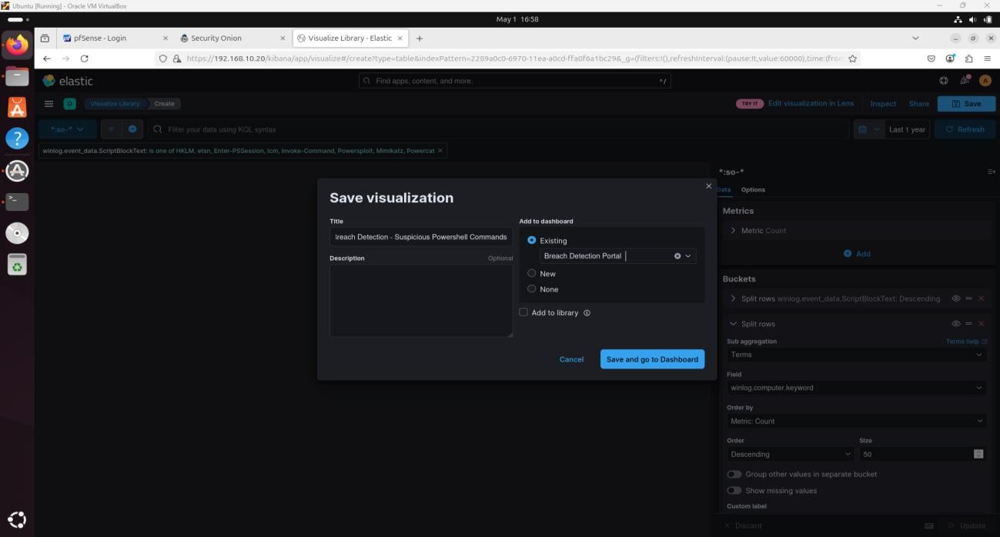 Ubuntu [Running] - Oracle VM VirtualBox
May 1 16:58
pfSense - Login
Security Onion
Visualize Library - Elastic
https://192.168.10.20/kibana/app/visualize#/create?type=table&indexPattern=2289a0c0-6970-11ea-a0cd-ffa0f6a1bc29&_g=(filters:!(),refreshInterval:(pause:!t,value:60000),time:(fron
elastic
Find apps, content, and more.
^/
A
D
Visualize Library
Create
TRY IT
Edit visualization in Lens
Inspect
Share
Save
*:so-*
Filter your data using KQL syntax
Last 1 year
Refresh
winlog.event_data.ScriptBlockText: is one of HKLM, etsn, Enter-PSSession, Icm, Invoke-Command, Powersploit, Mimikatz, Powercat
*:so-*
Data
Options
Metrics
Metric Count
Add
Buckets
Split rows winlog.event_data.ScriptBlockText: Descending
Split rows
Sub aggregation
Terms help
Terms
Field
winlog.computer.keyword
Order by
Metric: Count
Order
Size
Descending
50
Group other values in separate bucket
Show missing values
Custom label
Discard
Update
Save visualization
Title
Breach Detection - Suspicious Powershell Commands
Description
Optional
Add to dashboard
Existing
Breach Detection Portal
New
None
Add to library
Cancel
Save and go to Dashboard